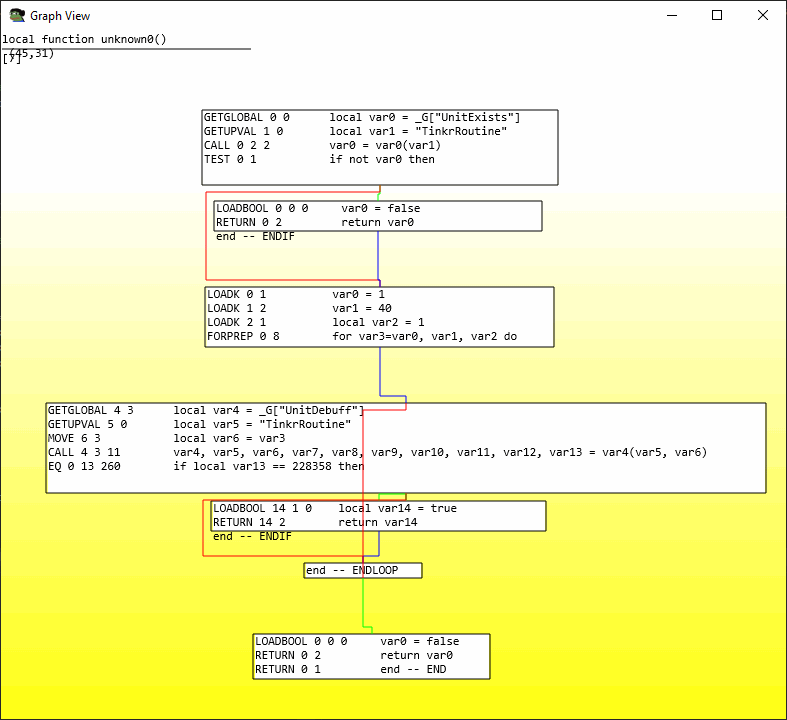 Graph View
local function unknown0()
(45,31)
[7]
GETGLOBAL 0 0 local var0 = _G["UnitExists"]
GETUPVAL 1 0 local var1 = "TinkrRoutine"
CALL 0 2 2 var0 = var0(var1)
TEST 0 1 if not var0 then
LOADBOOL 0 0 0 var0 = false
RETURN 0 2 return var0
end -- ENDIF
LOADK 0 1 var0 = 1
LOADK 1 2 var1 = 40
LOADK 2 1 local var2 = 1
FORPREP 0 8 for var3=var0, var1, var2 do
GETGLOBAL 4 3 local var4 = _G["UnitDebuff"]
GETUPVAL 5 0 local var5 = "TinkrRoutine"
MOVE 6 3 local var6 = var3
CALL 4 3 11 var4, var5, var6, var7, var8, var9, var10, var11, var12, var13 = var4(var5, var6)
EQ 0 13 260 if local var13 == 228358 then
LOADBOOL 14 1 0 local var14 = true
RETURN 14 2 return var14
end -- ENDIF
end -- ENDLOOP
LOADBOOL 0 0 0 var0 = false
RETURN 0 2 return var0
RETURN 0 1 end -- END